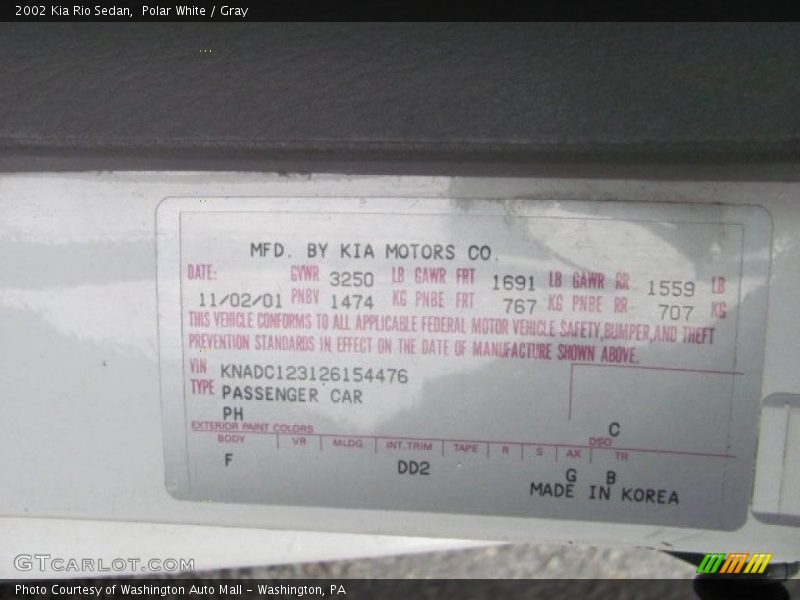 2002 Kia Rio Sedan, Polar White / Gray
MFD. BY KIA MOTORS CO.
DATE: GVWR 3250 LB GAWR FRT 1691 LB GAWR RR 1559 LB
11/02/01 PNBV 1474 KG PNBE FRT 767 KG PNBE RR 707 KG
THIS VEHICLE CONFORMS TO ALL APPLICABLE FEDERAL MOTOR VEHICLE SAFETY, BUMPER, AND THEFT
PREVENTION STANDARDS IN EFFECT ON THE DATE OF MANUFACTURE SHOWN ABOVE.
VIN KNADC123126154476
TYPE PASSENGER CAR
PH C
EXTERIOR PAINT COLORS DSO
BODY VR MLDG. INT.TRIM TAPE R S AX TR
F DD2 G B
MADE IN KOREA
GTCARLOT.COM
Photo Courtesy of Washington Auto Mall - Washington, PA